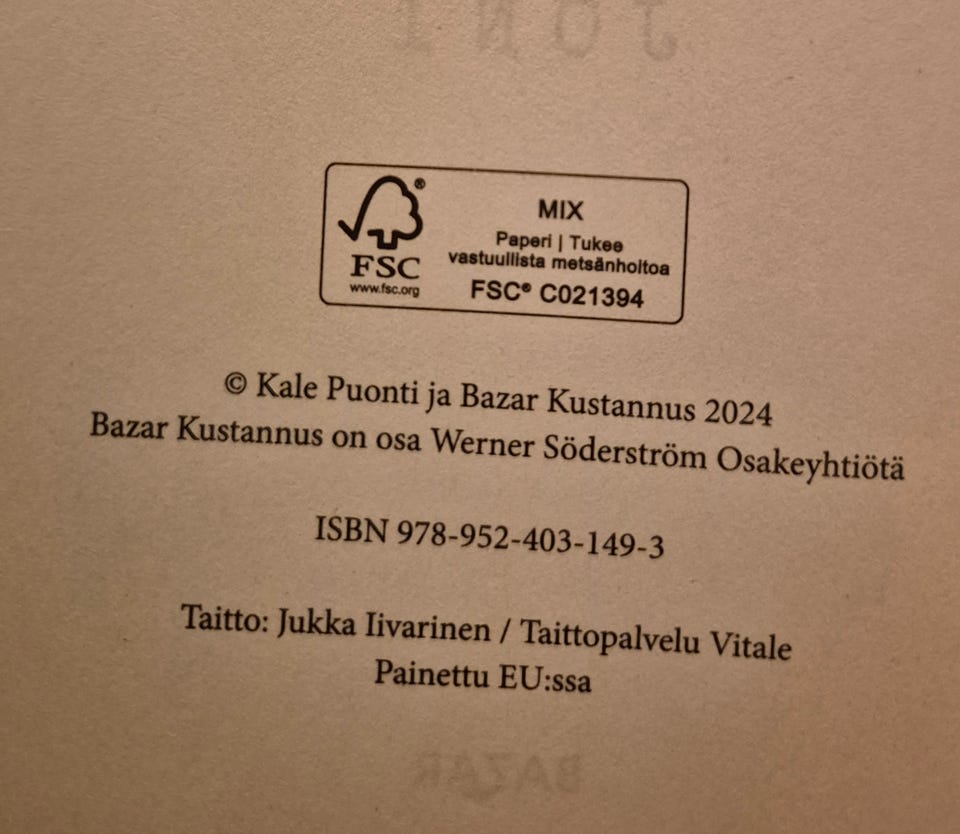 JONI
MIX
Paperi | Tukee
vastuullista metsänhoitoa
FSC® C021394
®
FSC
www.fsc.org
© Kale Puonti ja Bazar Kustannus 2024
Bazar Kustannus on osa Werner Söderström Osakeyhtiötä
ISBN 978-952-403-149-3
Taitto: Jukka Iivarinen / Taittopalvelu Vitale
Painettu EU:ssa
BAZAR